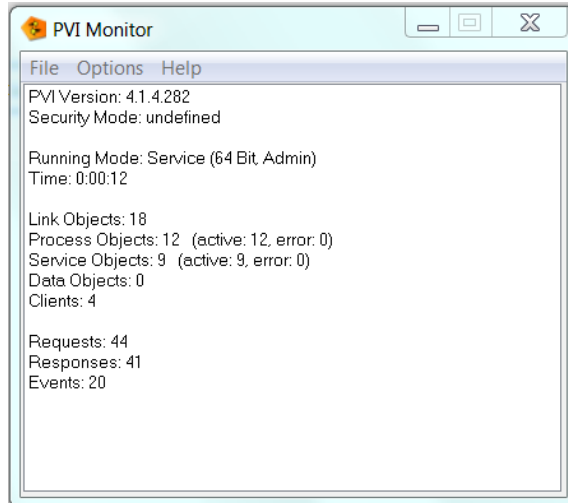 PVI Monitor
File Options Help
PVI Version: 4.1.4.282
Security Mode: undefined
Running Mode: Service (64 Bit, Admin)
Time: 0:00:12
Link Objects: 18
Process Objects: 12 (active: 12, error: 0)
Service Objects: 9 (active: 9, error: 0)
Data Objects: 0
Clients: 4
Requests: 44
Responses: 41
Events: 20